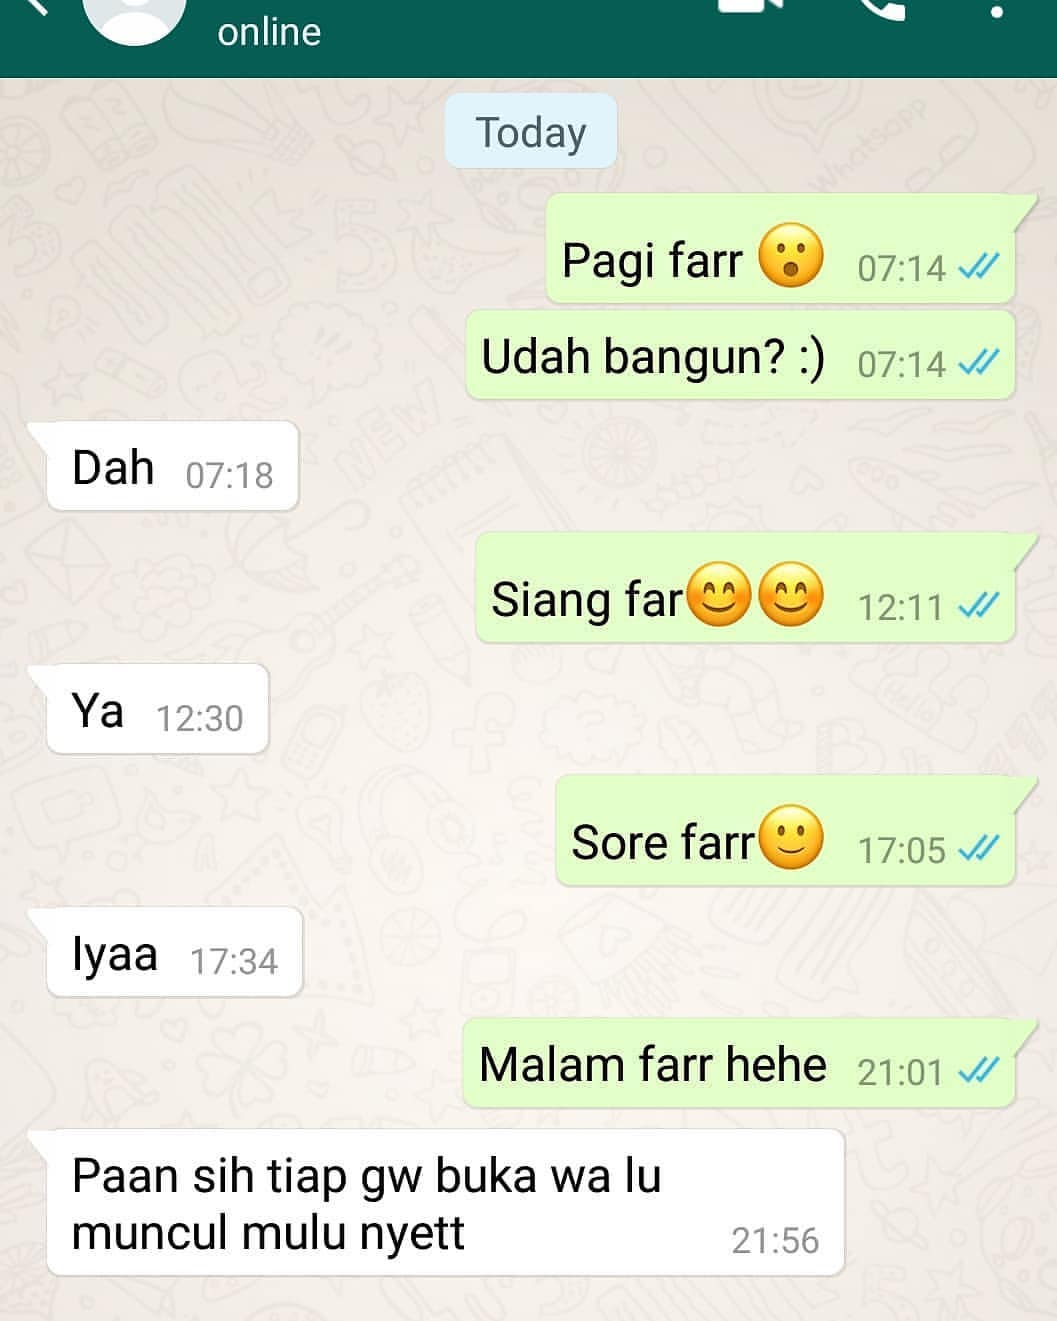 online
Today
Pagi farr 😮 07:14
Udah bangun? :) 07:14
Dah 07:18
Siang far😊😊 12:11
Ya 12:30
Sore farr🙂 17:05
Iyaa 17:34
Malam farr hehe 21:01
Paan sih tiap gw buka wa lu
muncul mulu nyett 21:56